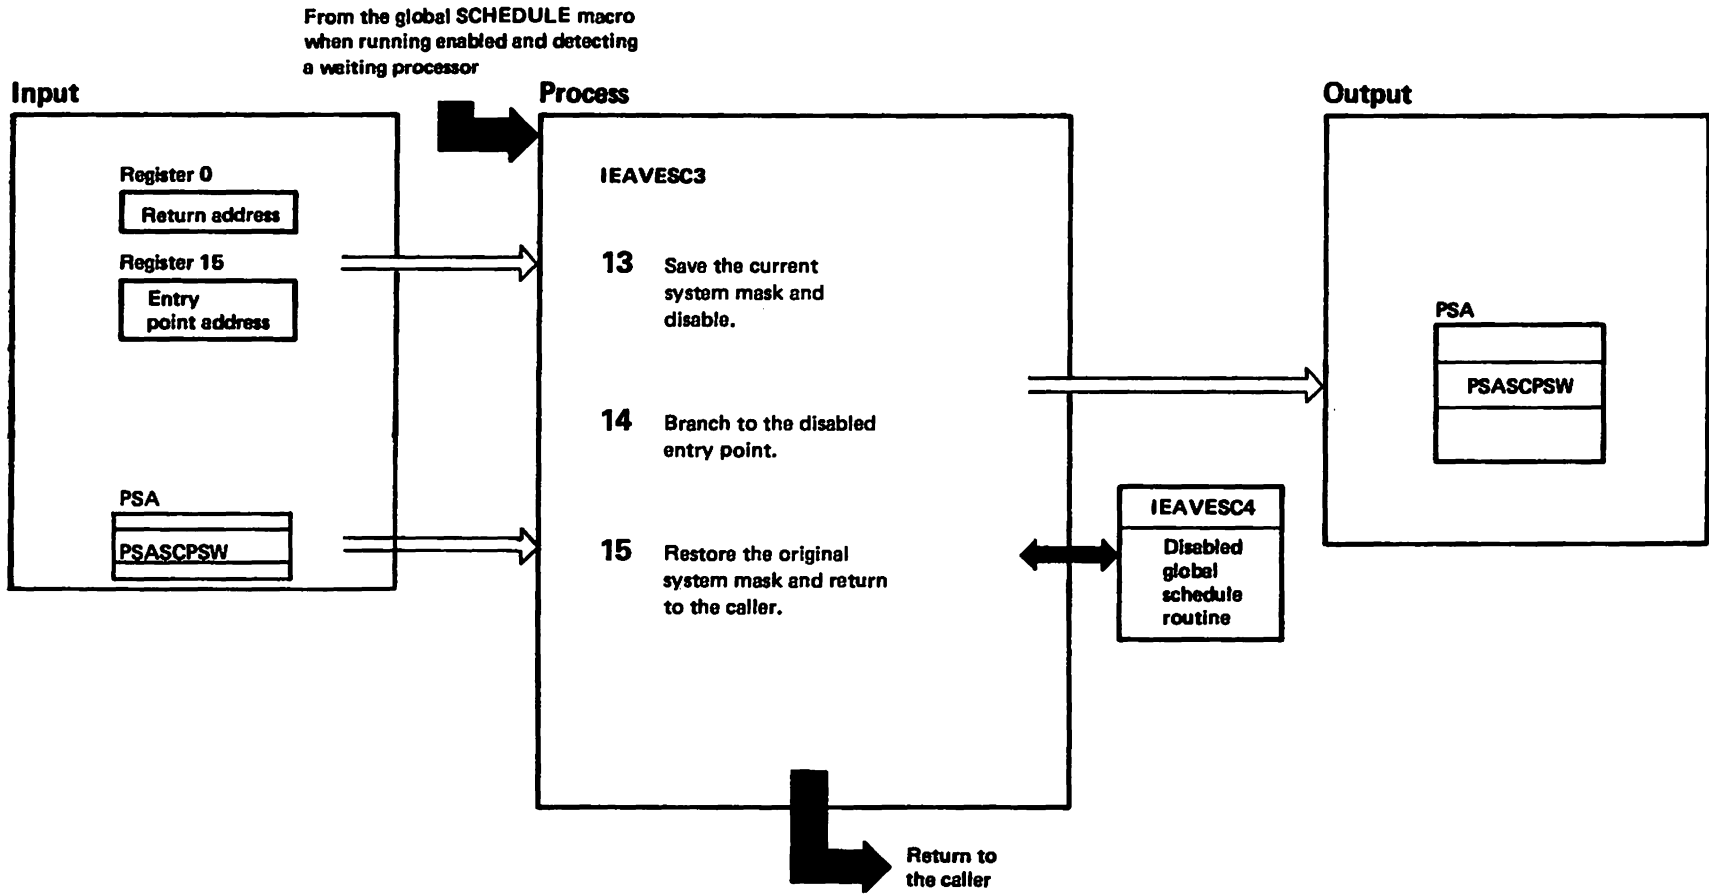 From the global SCHEDULE macro
when running enabled and detecting
a waiting processor
Input
Process
Output
Register 0
Return address
Register 15
Entry
point address
PSA
PSASCPSW
IEAVESC3
13 Save the current
system mask and
disable.
14 Branch to the disabled
entry point.
15 Restore the original
system mask and return
to the caller.
PSA
PSASCPSW
IEAVESC4
Disabled
global
schedule
routine
Return to
the caller